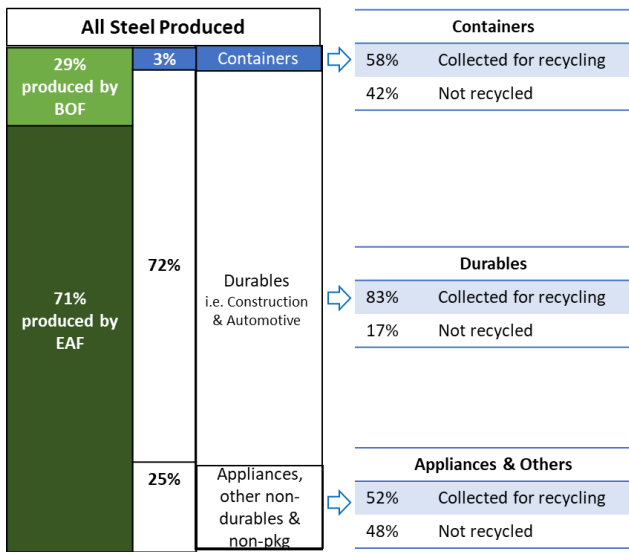 All Steel Produced
29%
produced by
BOF
71%
produced by
EAF
3%
72%
25%
Containers
Durables
i.e. Construction
& Automotive
Appliances,
other non-
durables &
non-pkg
Containers
58% Collected for recycling
42% Not recycled
Durables
83% Collected for recycling
17% Not recycled
Appliances & Others
52% Collected for recycling
48% Not recycled